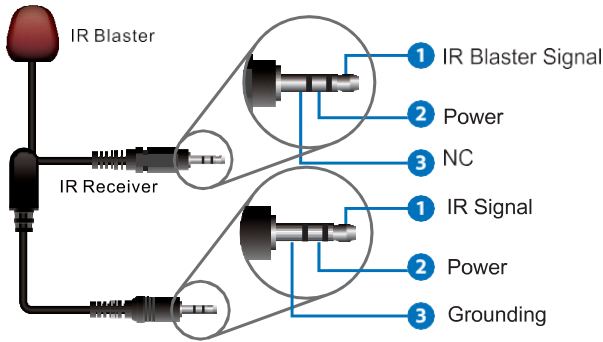 IR Blaster
1 IR Blaster Signal
2 Power
3 NC
IR Receiver
1 IR Signal
2 Power
3 Grounding